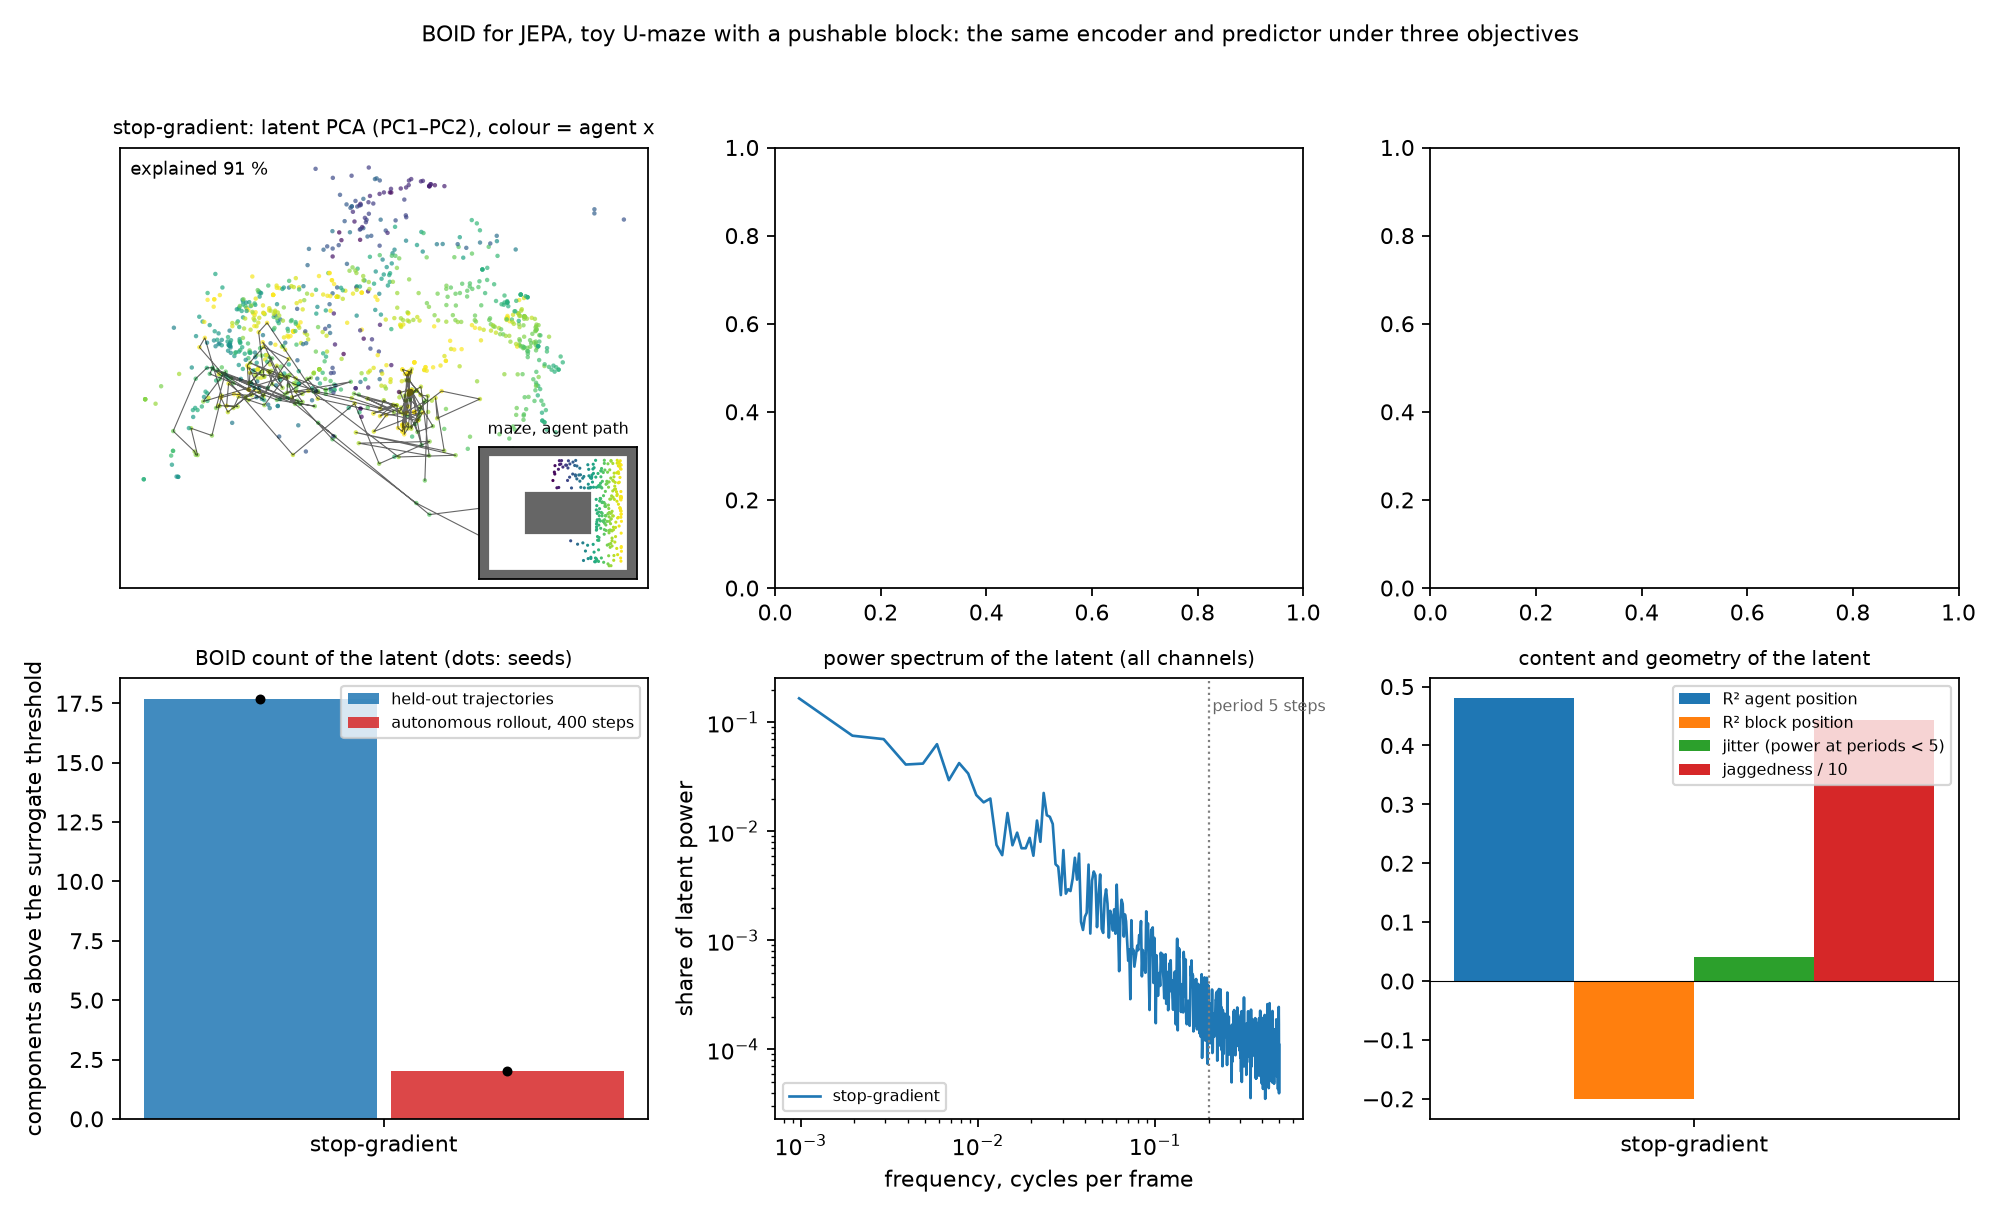 BOID for JEPA, toy U-maze with a pushable block: the same encoder and predictor under three objectives
stop-gradient: latent PCA (PC1–PC2), colour = agent x
explained 91 %
maze, agent path
1.0
0.8
0.6
0.4
0.2
0.0
0.0
0.2
0.4
0.6
0.8
1.0
1.0
0.8
0.6
0.4
0.2
0.0
0.0
0.2
0.4
0.6
0.8
1.0
BOID count of the latent (dots: seeds)
components above the surrogate threshold
17.5
15.0
12.5
10.0
7.5
5.0
2.5
0.0
held-out trajectories
autonomous rollout, 400 steps
stop-gradient
power spectrum of the latent (all channels)
share of latent power
10⁻¹
10⁻²
10⁻³
10⁻⁴
period 5 steps
stop-gradient
10⁻³
10⁻²
10⁻¹
frequency, cycles per frame
content and geometry of the latent
0.5
0.4
0.3
0.2
0.1
0.0
−0.1
−0.2
R² agent position
R² block position
jitter (power at periods < 5)
jaggedness / 10
stop-gradient